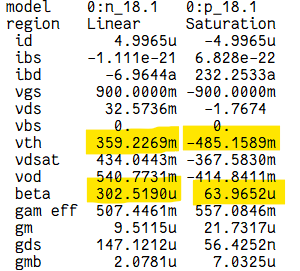 model 0:n_18.1 0:p_18.1
region Linear Saturation
id 4.9965u -4.9965u
ibs -1.111e-21 6.828e-22
ibd -6.9644a 232.2533a
vgs 900.0000m -900.0000m
vds 32.5736m -1.7674
vbs 0. 0.
vth 359.2269m -485.1589m
vdsat 434.0443m -367.5830m
vod 540.7731m -414.8411m
beta 302.5190u 63.9652u
gam eff 507.4461m 557.0846m
gm 9.5115u 21.7317u
gds 147.1212u 56.4252n
gmb 2.0781u 7.0325u